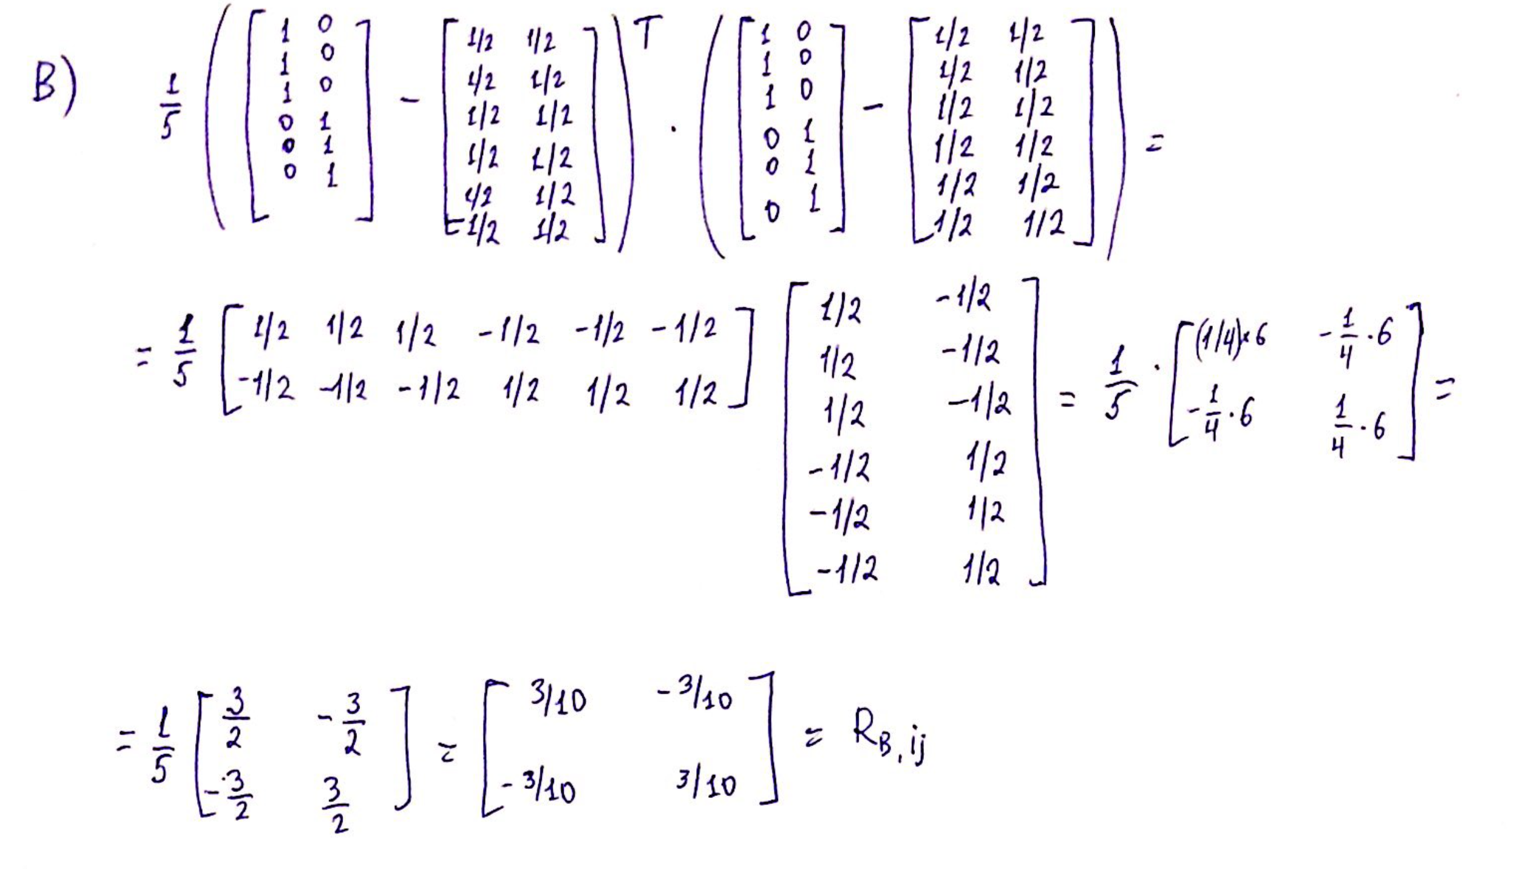 B) 1/5 ( [ 1 0 ; 1 0 ; 1 0 ; 0 1 ; 0 1 ; 0 1 ] - [ 1/2 1/2 ; 1/2 1/2 ; 1/2 1/2 ; 1/2 1/2 ; 1/2 1/2 ; 1/2 1/2 ] )^T · ( [ 1 0 ; 1 0 ; 1 0 ; 0 1 ; 0 1 ; 0 1 ] - [ 1/2 1/2 ; 1/2 1/2 ; 1/2 1/2 ; 1/2 1/2 ; 1/2 1/2 ; 1/2 1/2 ] ) =
= 1/5 [ 1/2 1/2 1/2 -1/2 -1/2 -1/2 ; -1/2 -1/2 -1/2 1/2 1/2 1/2 ] [ 1/2 -1/2 ; 1/2 -1/2 ; 1/2 -1/2 ; -1/2 1/2 ; -1/2 1/2 ; -1/2 1/2 ] = 1/5 · [ (1/4)×6 -1/4·6 ; -1/4·6 1/4·6 ] =
= 1/5 [ 3/2 -3/2 ; -3/2 3/2 ] = [ 3/10 -3/10 ; -3/10 3/10 ] = R_B,ij